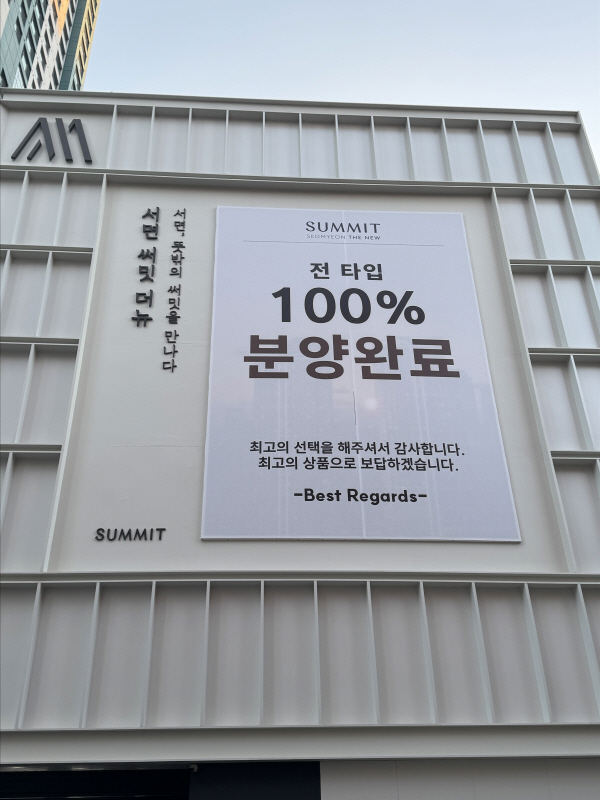 서면, 뜻밖의 써밋을 만나다
서면 써밋 더뉴
SUMMIT
SUMMIT
SEOMYEON THE NEW
전 타입
100%
분양완료
최고의 선택을 해주셔서 감사합니다.
최고의 상품으로 보답하겠습니다.
-Best Regards-